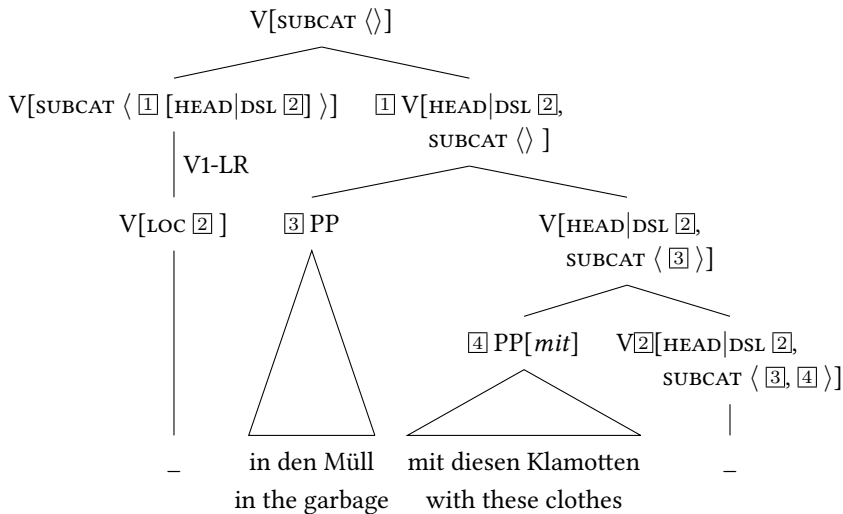 V[SUBCAT ⟨⟩]
V[SUBCAT ⟨ 1 [HEAD|DSL 2] ⟩] 1 V[HEAD|DSL 2,
SUBCAT ⟨⟩ ]
V1-LR
V[LOC 2 ] 3 PP V[HEAD|DSL 2,
SUBCAT ⟨ 3 ⟩]
4 PP[mit] V2[HEAD|DSL 2,
SUBCAT ⟨ 3, 4 ⟩]
_ in den Müll mit diesen Klamotten _
in the garbage with these clothes